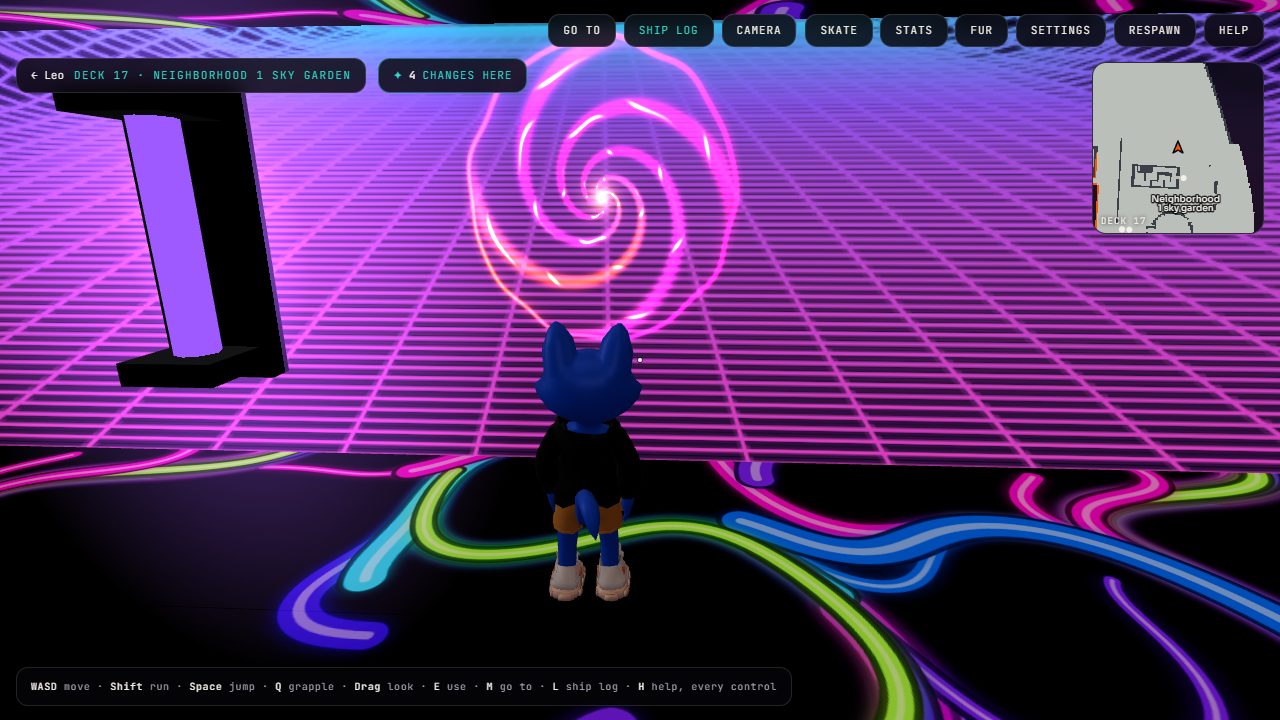 GO TO
SHIP LOG
CAMERA
SKATE
STATS
FUR
SETTINGS
RESPAWN
HELP
← Leo DECK 17 · NEIGHBORHOOD 1 SKY GARDEN
✦ 4 CHANGES HERE
Neighborhood
1 sky garden
DECK 17
WASD move · Shift run · Space jump · Q grapple · Drag look · E use · M go to · L ship log · H help, every control